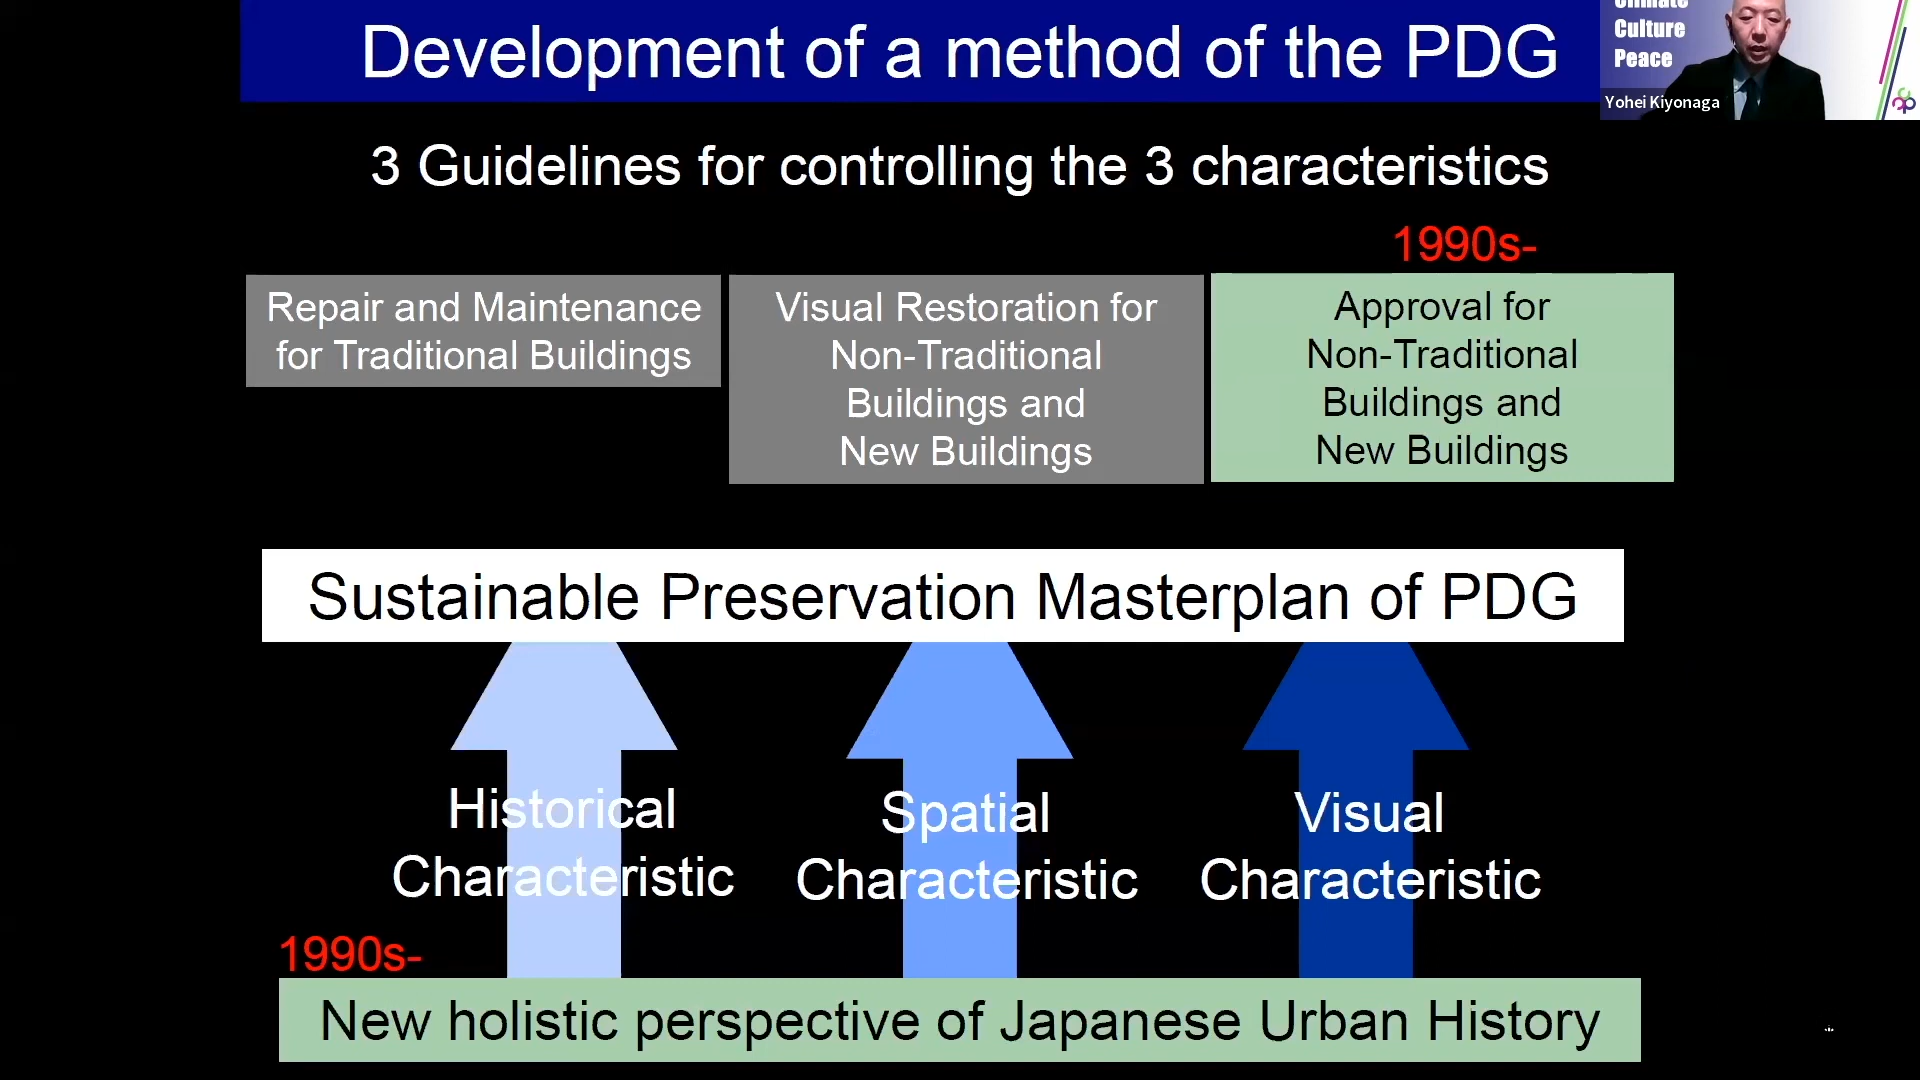 Development of a method of the PDG
Climate
Culture
Peace
Yohei Kiyonaga
3 Guidelines for controlling the 3 characteristics
1990s-
Repair and Maintenance
for Traditional Buildings
Visual Restoration for
Non-Traditional
Buildings and
New Buildings
Approval for
Non-Traditional
Buildings and
New Buildings
Sustainable Preservation Masterplan of PDG
Historical
Characteristic
Spatial
Characteristic
Visual
Characteristic
1990s-
New holistic perspective of Japanese Urban History